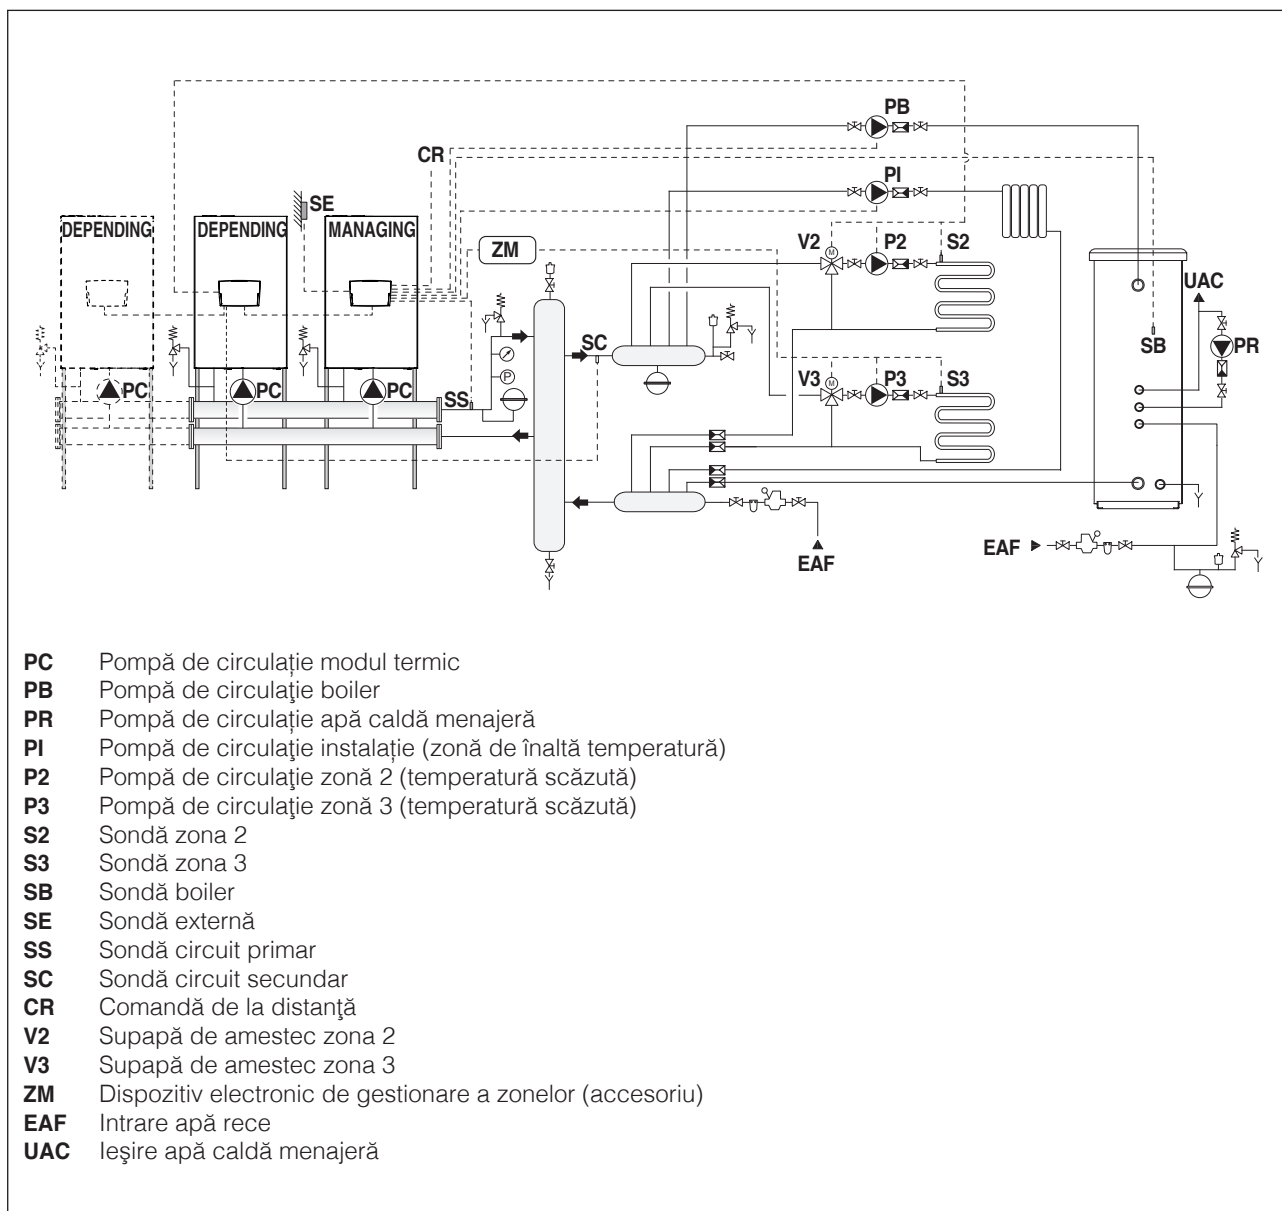 PB
CR
PI
SE
DEPENDING DEPENDING MANAGING
ZM
V2 P2 S2
M
UAC
SC
SB PR
V3 P3 S3
M
PC PC PC SS
P
EAF
EAF
PC Pompă de circulație modul termic
PB Pompă de circulaţie boiler
PR Pompă de circulație apă caldă menajeră
PI Pompă de circulaţie instalație (zonă de înaltă temperatură)
P2 Pompă de circulaţie zonă 2 (temperatură scăzută)
P3 Pompă de circulaţie zonă 3 (temperatură scăzută)
S2 Sondă zona 2
S3 Sondă zona 3
SB Sondă boiler
SE Sondă externă
SS Sondă circuit primar
SC Sondă circuit secundar
CR Comandă de la distanţă
V2 Supapă de amestec zona 2
V3 Supapă de amestec zona 3
ZM Dispozitiv electronic de gestionare a zonelor (accesoriu)
EAF Intrare apă rece
UAC Ieşire apă caldă menajeră